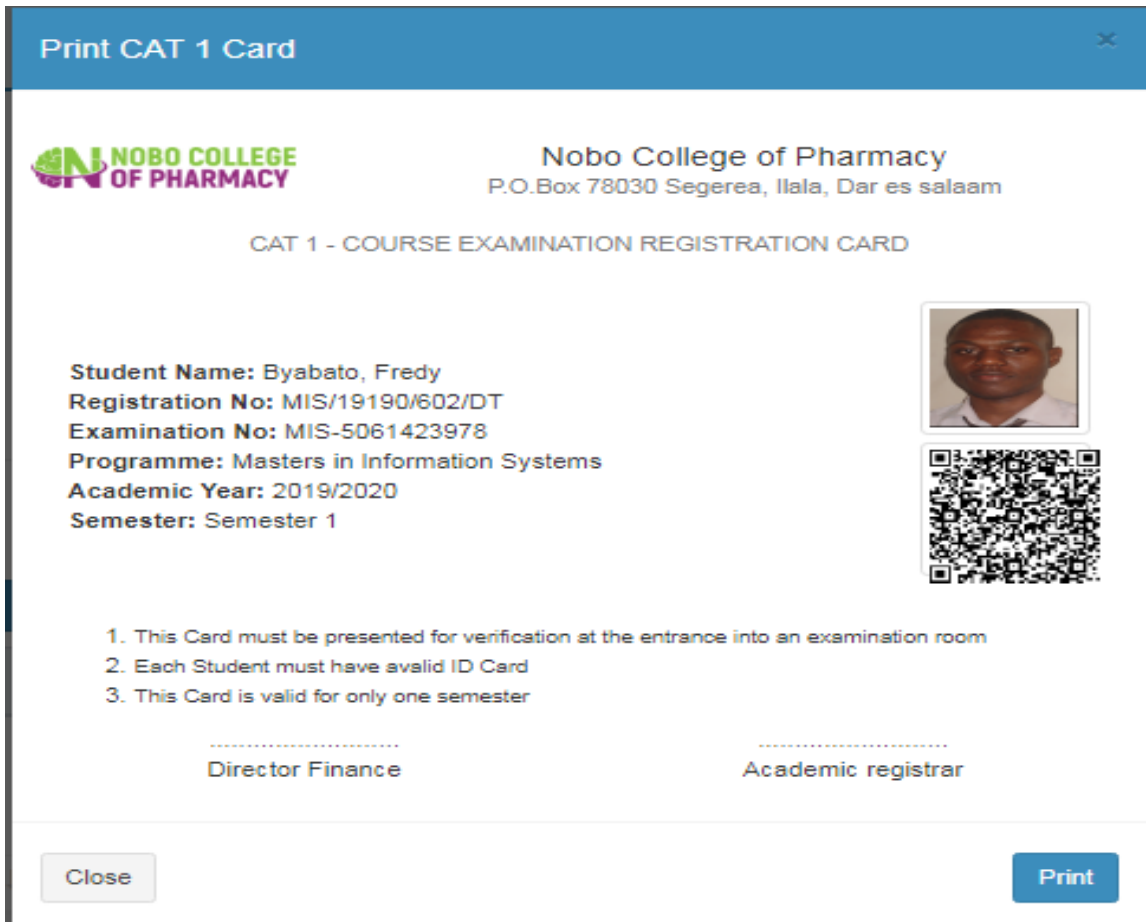 Print CAT 1 Card
×
NOBO COLLEGE
OF PHARMACY
Nobo College of Pharmacy
P.O.Box 78030 Segerea, Ilala, Dar es salaam
CAT 1 - COURSE EXAMINATION REGISTRATION CARD
Student Name: Byabato, Fredy
Registration No: MIS/19190/602/DT
Examination No: MIS-5061423978
Programme: Masters in Information Systems
Academic Year: 2019/2020
Semester: Semester 1
1. This Card must be presented for verification at the entrance into an examination room
2. Each Student must have avalid ID Card
3. This Card is valid for only one semester
Director Finance
Academic registrar
Close
Print